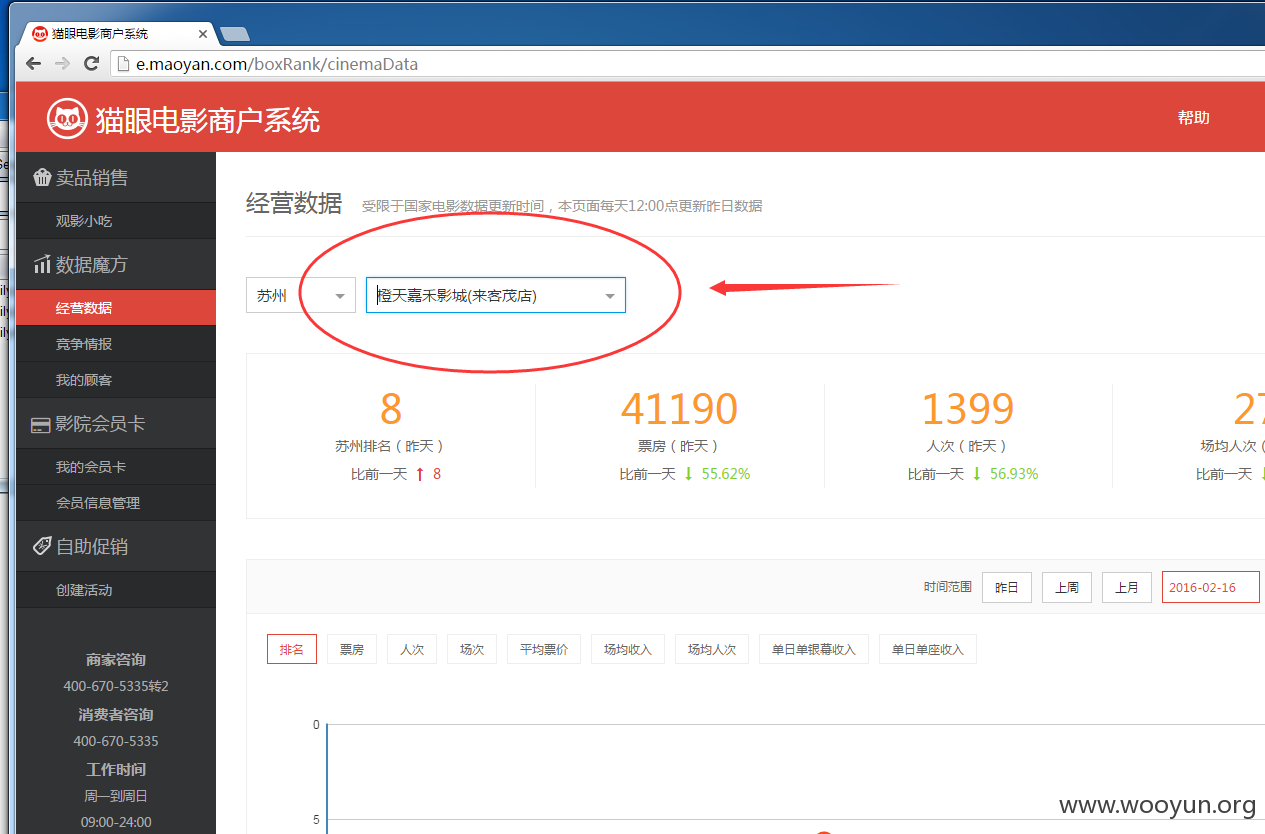 猫眼电影商户系统
e.maoyan.com/boxRank/cinemaData
猫眼电影商户系统
帮助
卖品销售
观影小吃
数据魔方
经营数据
竞争情报
我的顾客
影院会员卡
我的会员卡
会员信息管理
自助促销
创建活动
商家咨询
400-670-5335转2
消费者咨询
400-670-5335
工作时间
周一到周日
09:00-24:00
经营数据 受限于国家电影数据更新时间，本页面每天12:00点更新昨日数据
苏州 橙天嘉禾影城(来客茂店)
8 41190 1399
苏州排名（昨天） 票房（昨天） 人次（昨天） 场均人次（
比前一天 ↑ 8 比前一天 ↓ 55.62% 比前一天 ↓ 56.93% 比前一天
时间范围 昨日 上周 上月 2016-02-16
排名 票房 人次 场次 平均票价 场均收入 场均人次 单日单银幕收入 单日单座收入
0
5
www.wooyun.org